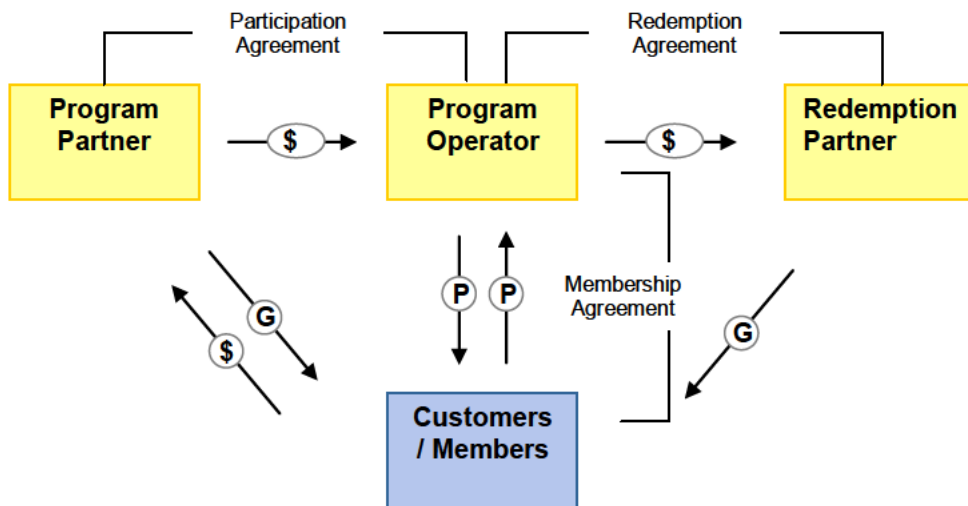 Participation
Agreement
Redemption
Agreement
Program
Partner
$
Program
Operator
$
Redemption
Partner
P
P
Membership
Agreement
G
$
G
Customers
/ Members